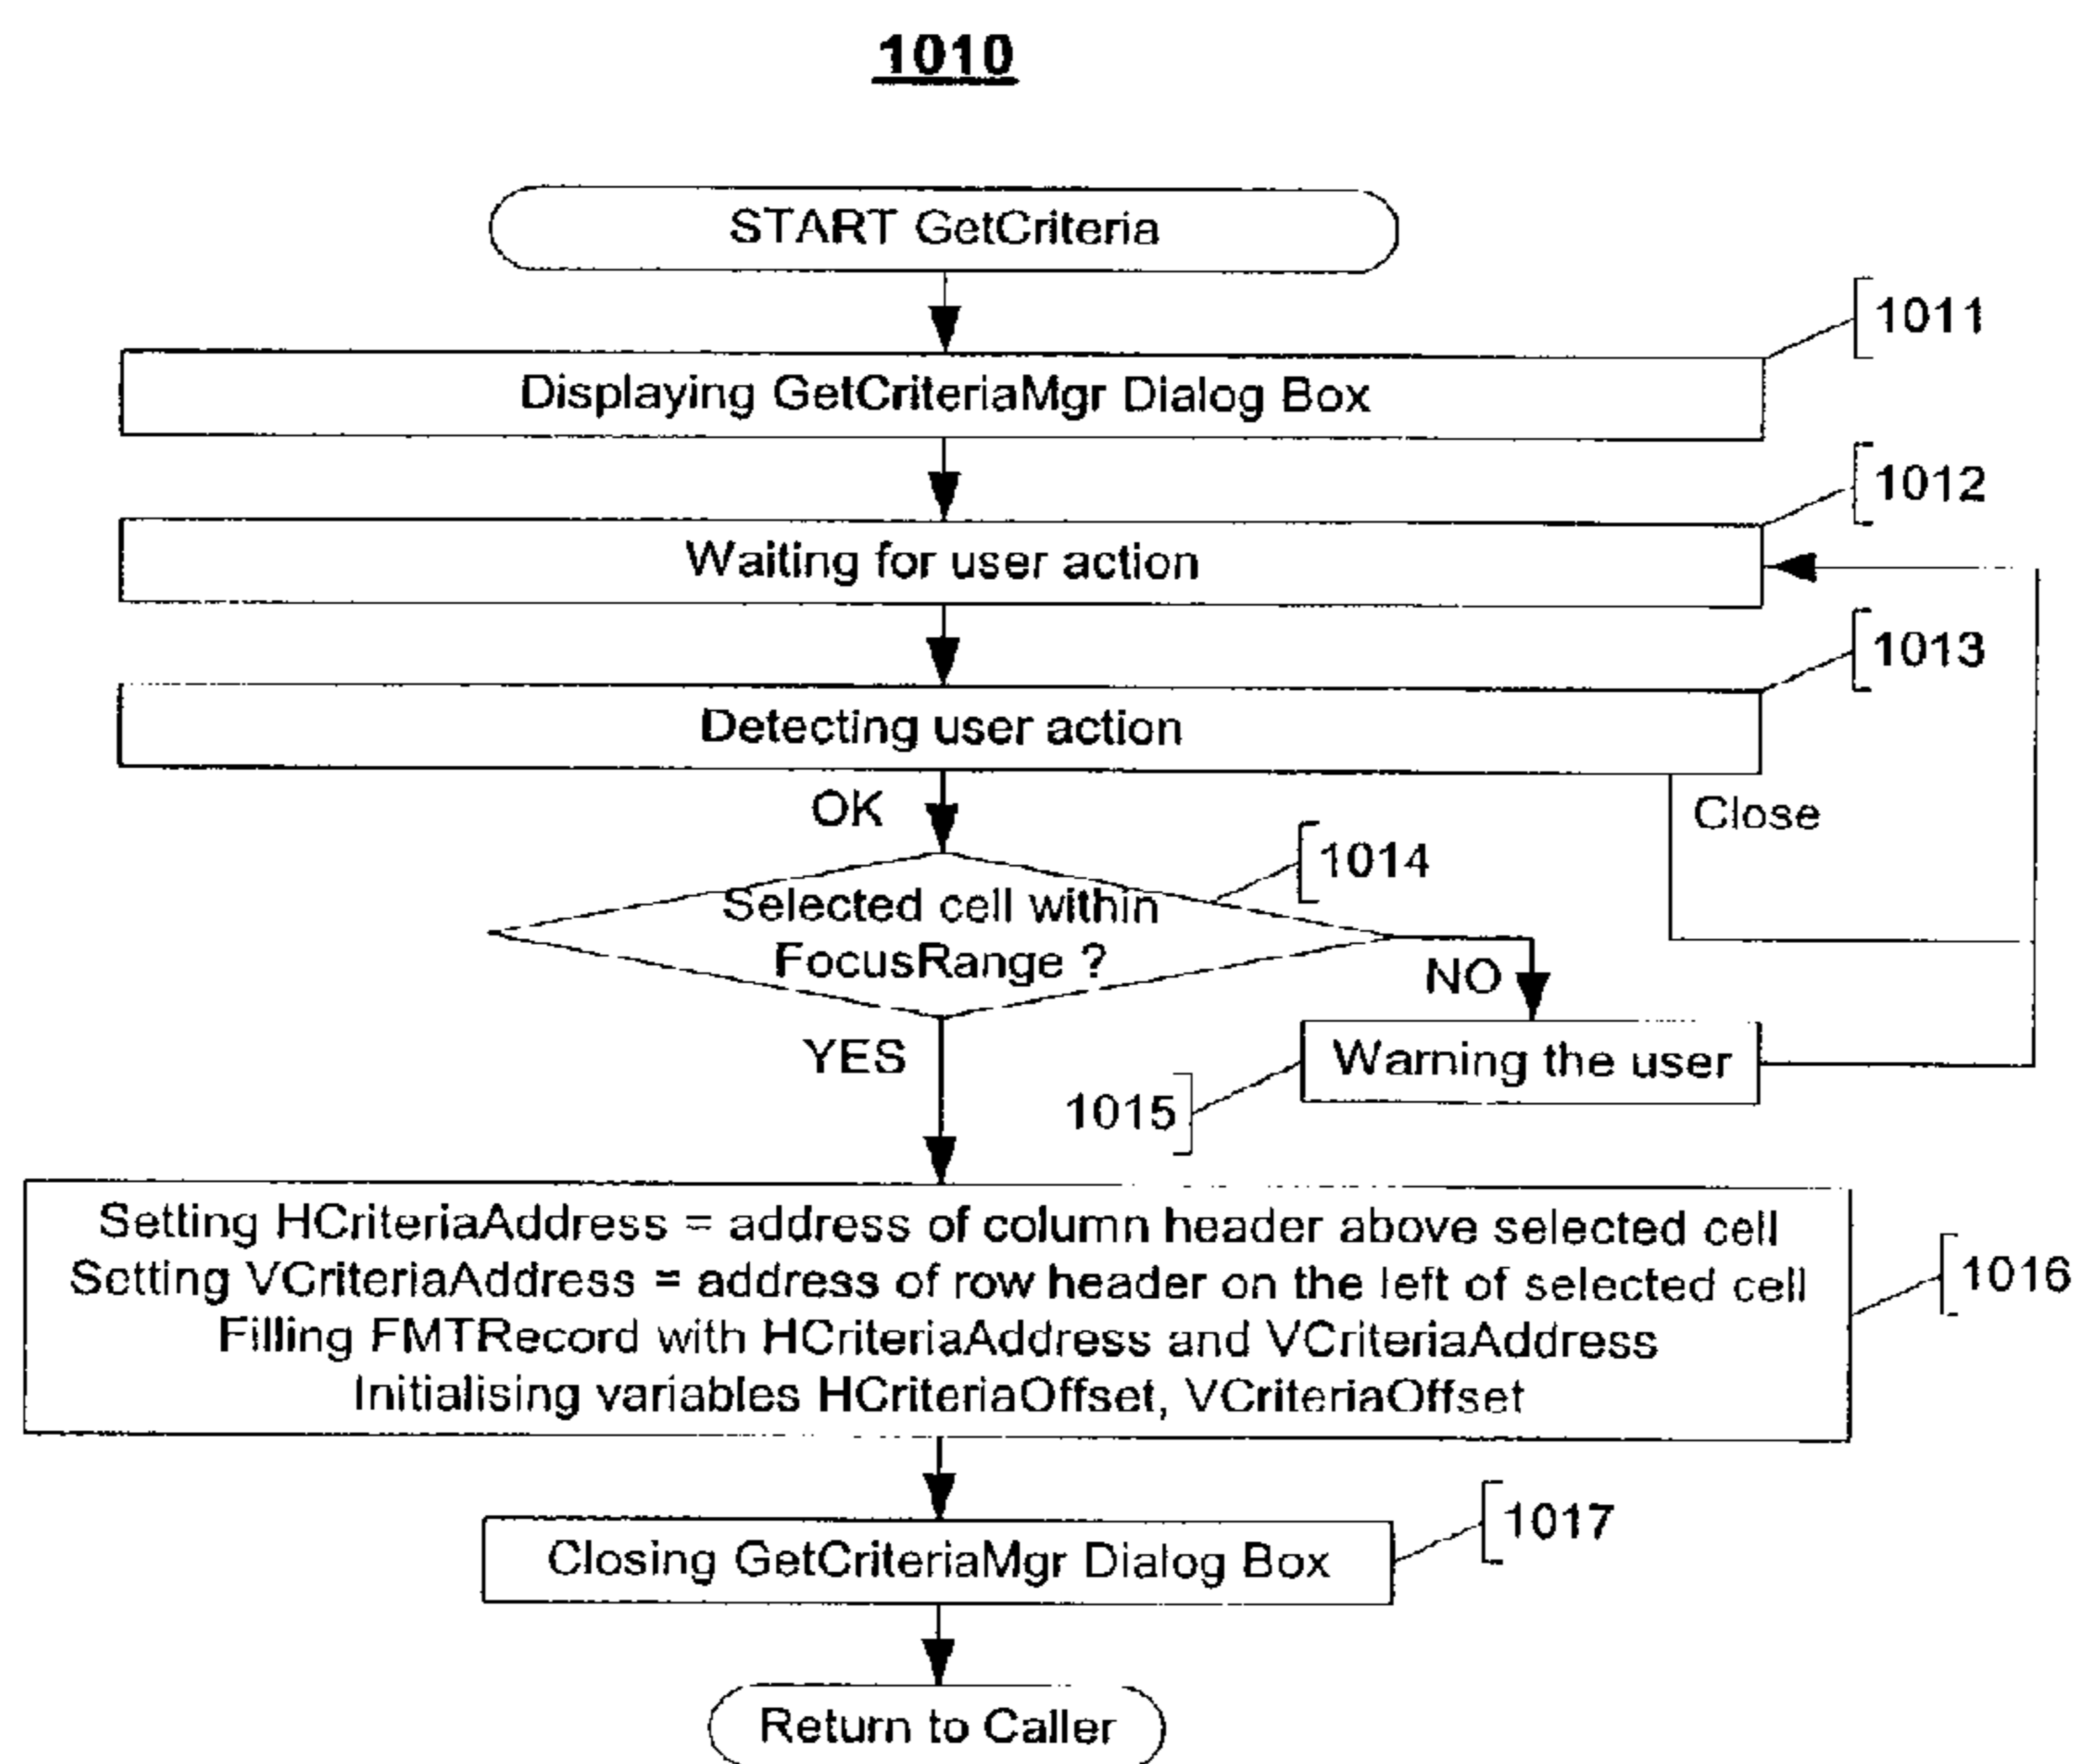 1010
START GetCriteria
1011
Displaying GetCriteriaMgr Dialog Box
1012
Waiting for user action
1013
Detecting user action
OK
Close
1014
Selected cell within
FocusRange ?
NO
YES
Warning the user
1015
Setting HCriteriaAddress = address of column header above selected cell
Setting VCriteriaAddress = address of row header on the left of selected cell
Filling FMTRecord with HCriteriaAddress and VCriteriaAddress
Initialising variables HCriteriaOffset, VCriteriaOffset
1016
1017
Closing GetCriteriaMgr Dialog Box
Return to Caller